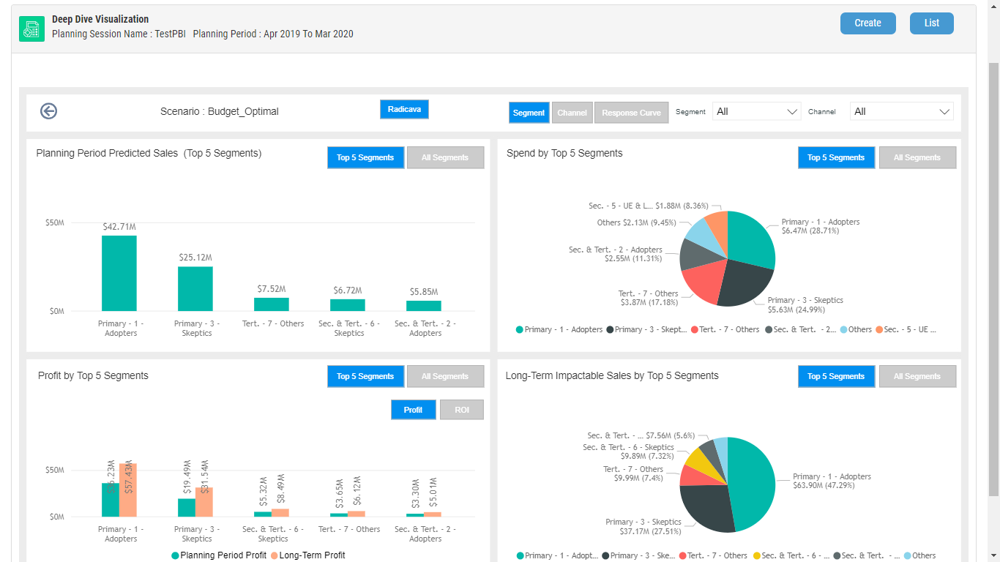 Deep Dive Visualization
Planning Session Name : TestPBI Planning Period : Apr 2019 To Mar 2020
Create
List
Scenario : Budget_Optimal
Radicava
Segment
Channel
Response Curve
Segment
All
Channel
All
Planning Period Predicted Sales (Top 5 Segments)
Top 5 Segments
All Segments
$50M
$0M
$42.71M
$25.12M
$7.52M
$6.72M
$5.85M
Primary - 1 -
Adopters
Primary - 3 -
Skeptics
Tert. - 7 - Others
Sec. & Tert. - 6 -
Skeptics
Sec. & Tert. - 2 -
Adopters
Spend by Top 5 Segments
Top 5 Segments
All Segments
Sec. - 5 - UE & L... $1.88M (8.36%)
Others $2.13M (9.45%)
Sec. & Tert. - 2 - Adopters
$2.55M (11.31%)
Tert. - 7 - Others
$3.87M (17.18%)
Primary - 1 - Adopters
$6.47M (28.71%)
Primary - 3 - Skeptics
$5.63M (24.99%)
Primary - 1 - Adopters
Primary - 3 - Skept...
Tert. - 7 - Others
Sec. & Tert. - 2...
Others
Sec. - 5 - UE ...
Profit by Top 5 Segments
Top 5 Segments
All Segments
Profit
ROI
$50M
$0M
$57.43M
$19.49M
$31.54M
$5.32M
$8.49M
$3.65M
$6.12M
$3.30M
$5.01M
Primary - 1 -
Adopters
Primary - 3 -
Skeptics
Sec. & Tert. - 6 -
Skeptics
Tert. - 7 - Others
Sec. & Tert. - 2 -
Adopters
Planning Period Profit
Long-Term Profit
Long-Term Impactable Sales by Top 5 Segments
Top 5 Segments
All Segments
Sec. & Tert. - ... $7.56M (5.6%)
Sec. & Tert. - 6 - Skeptics
$9.89M (7.32%)
Tert. - 7 - Others
$9.99M (7.4%)
Primary - 3 - Skeptics
$37.17M (27.51%)
Primary - 1 - Adopters
$63.90M (47.29%)
Primary - 1 - Adopt...
Primary - 3 - Ske...
Tert. - 7 - Others
Sec. & Tert. - 6 - ...
Sec. & Tert. - ...
Others